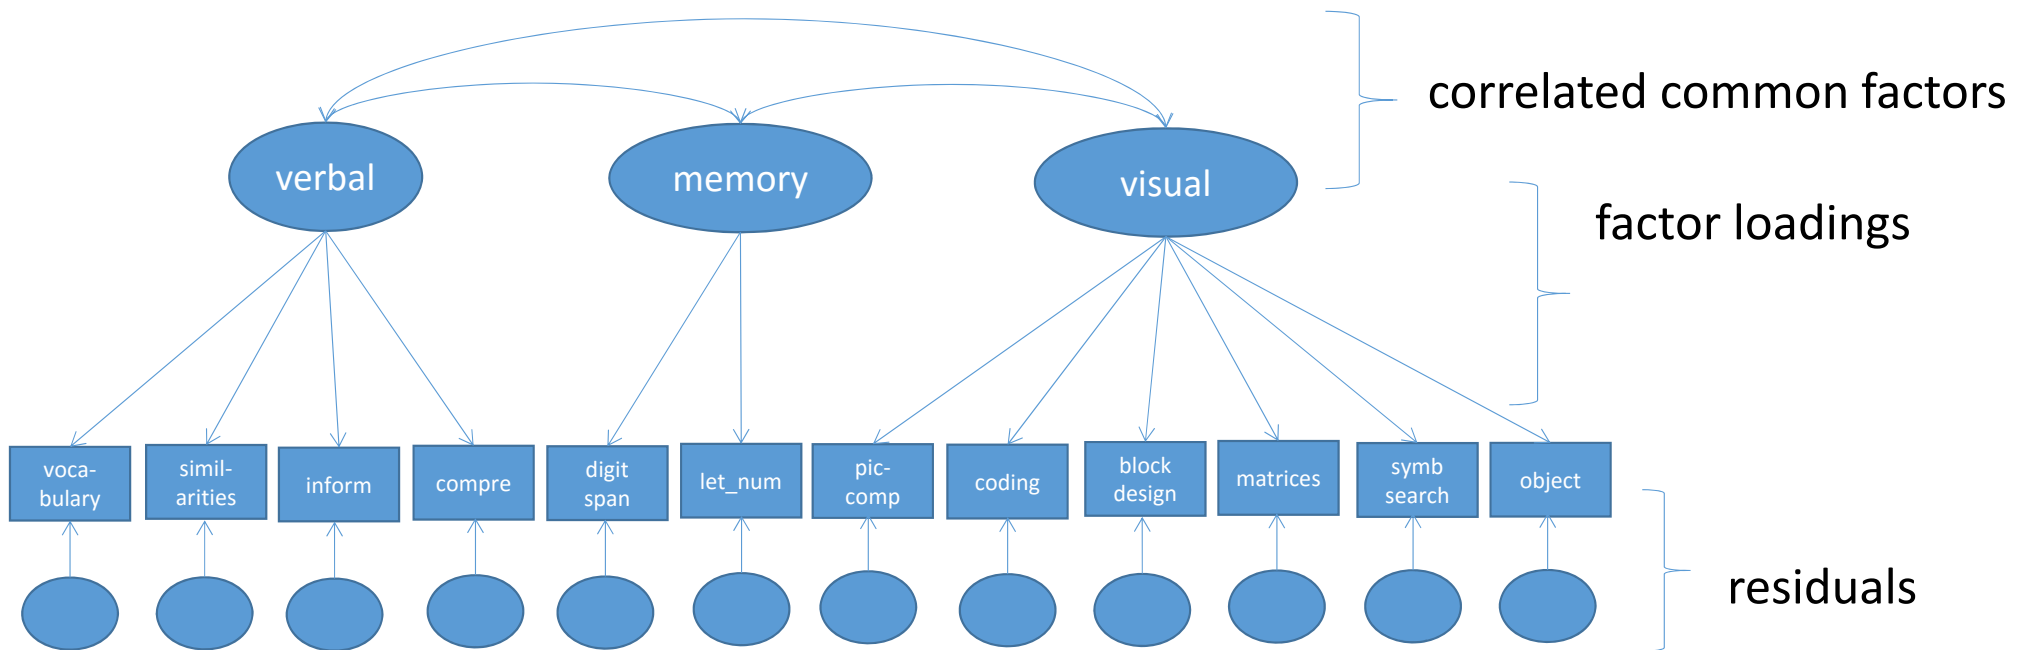 correlated common factors
verbal
memory
visual
factor loadings
voca-
bulary
simil-
arities
inform
compre
digit
span
let_num
pic-
comp
coding
block
design
matrices
symb
search
object
residuals